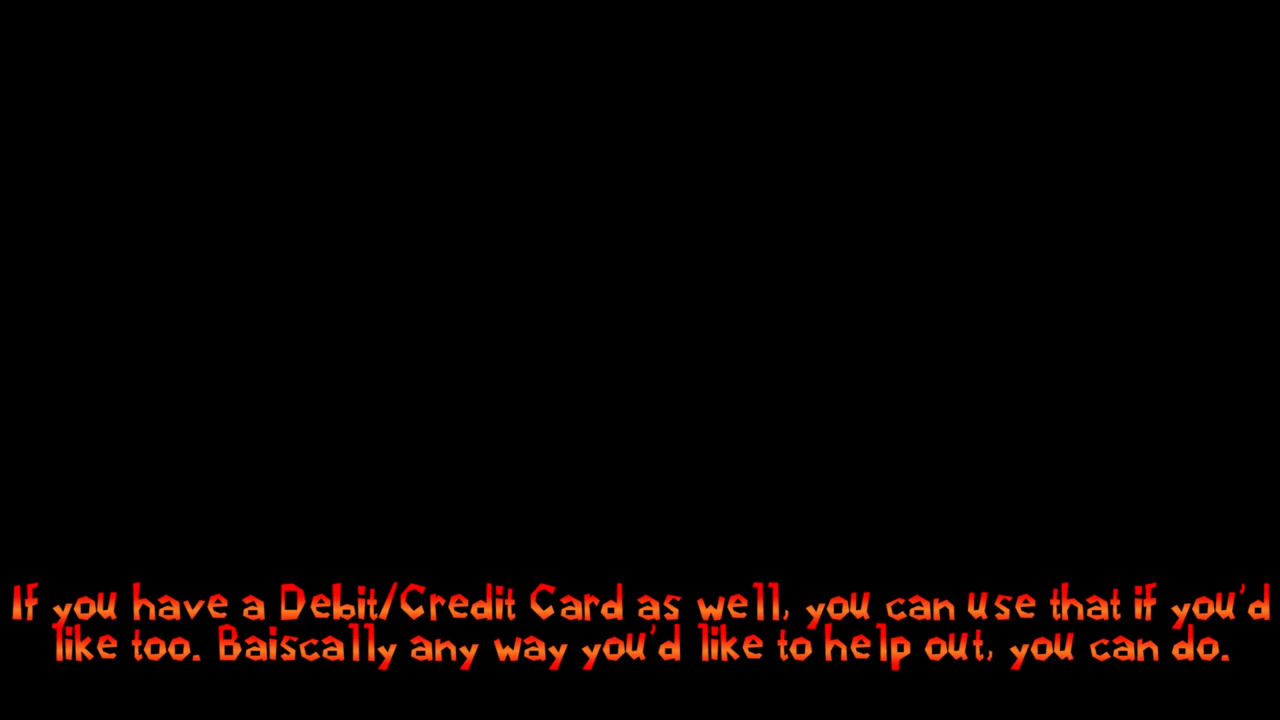 If you have a Debit/Credit Card as well, you can use that if you'd
like too. Baiscally any way you'd like to help out, you can do.